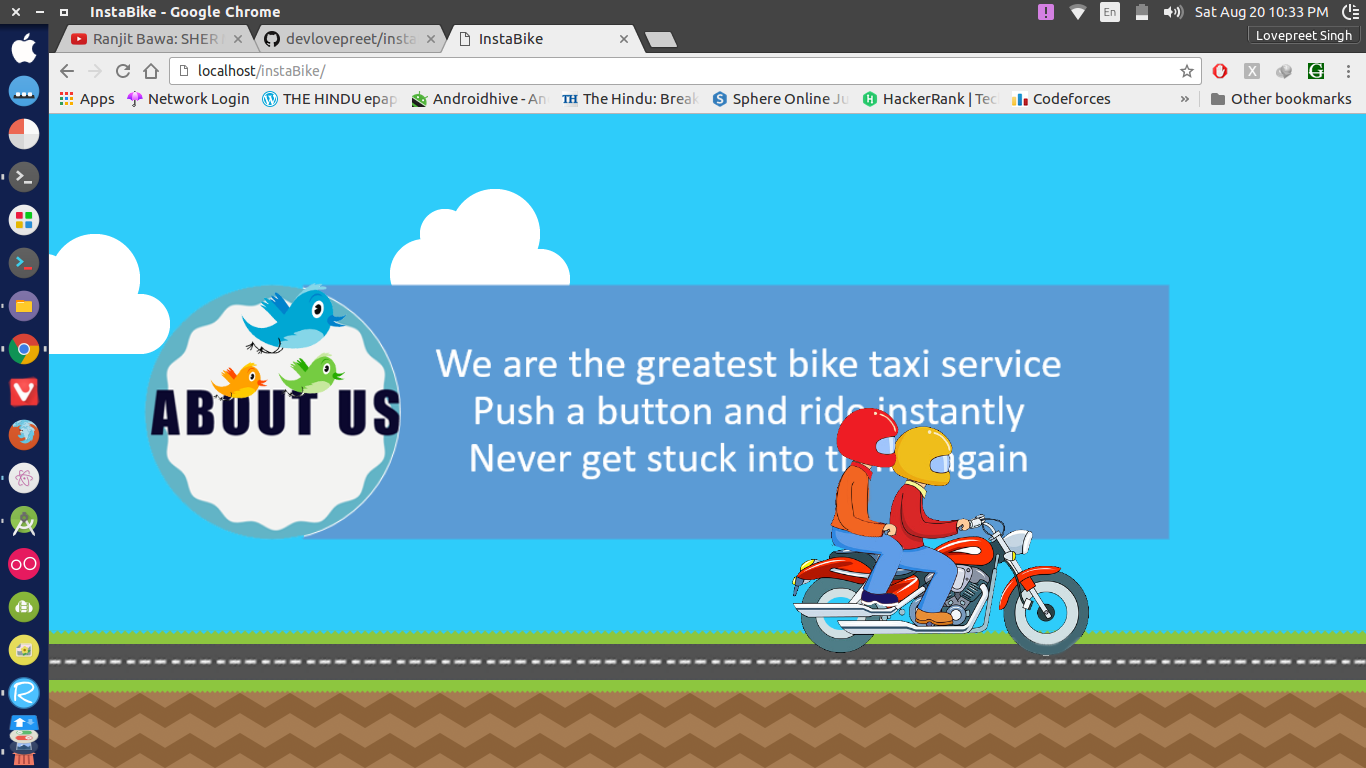 InstaBike - Google Chrome
En
Sat Aug 20 10:33 PM
Lovepreet Singh
Ranjit Bawa: SHER
devlovepreet/insta
InstaBike
localhost/instaBike/
Apps
Network Login
THE HINDU epap
Androidhive - An
The Hindu: Break
Sphere Online Ju
HackerRank | Tec
Codeforces
»
Other bookmarks
ABOUT US
We are the greatest bike taxi service
Push a button and ride instantly
Never get stuck into again